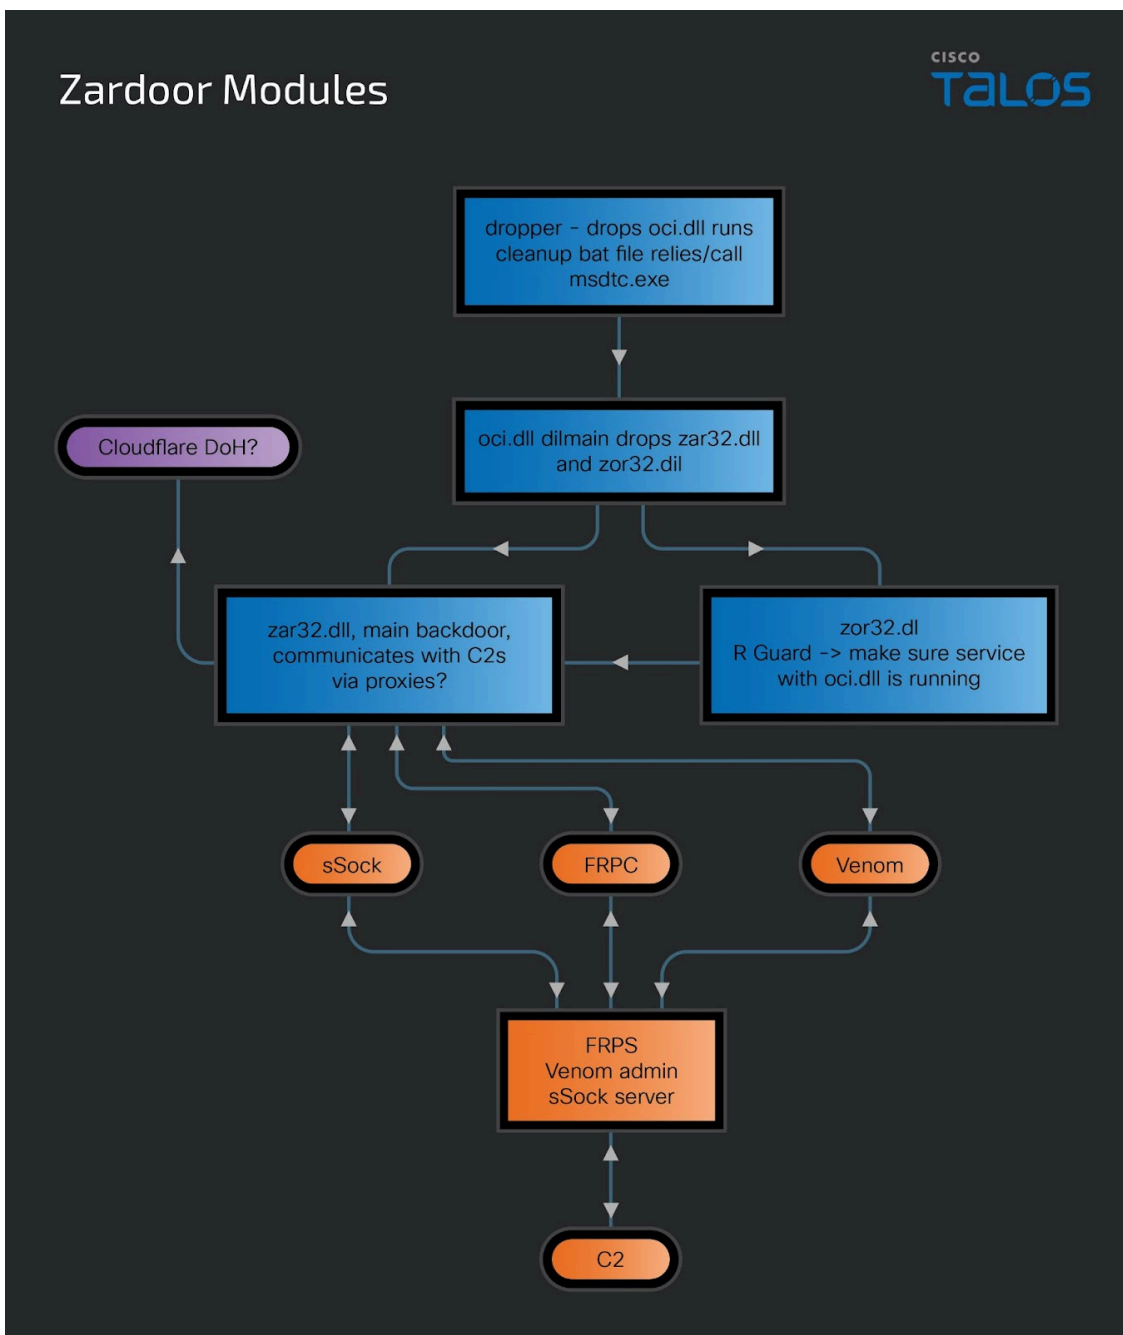 Zardoor Modules
CISCO
TALOS
dropper - drops oci.dll runs
cleanup bat file relies/call
msdtc.exe
Cloudflare DoH?
oci.dll dilmain drops zar32.dll
and zor32.dil
zar32.dll, main backdoor,
communicates with C2s
via proxies?
zor32.dl
R Guard -> make sure service
with oci.dll is running
sSock
FRPC
Venom
FRPS
Venom admin
sSock server
C2